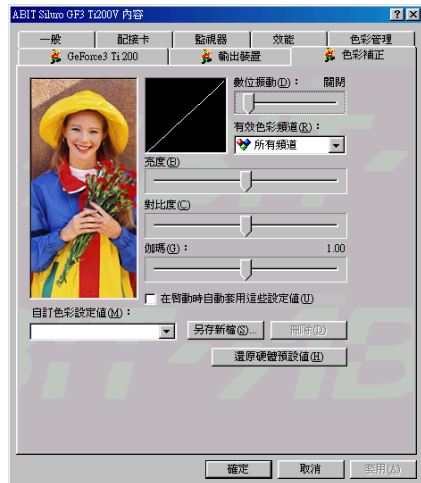 ABIT Siluro GF3 Ti200V 內容
一般 配接卡 監視器 效能 色彩管理
GeForce3 Ti 200 輸出裝置 色彩補正
數位振動(D)： 關閉
有效色彩頻道(R)：
所有頻道
亮度(B)
對比度(C)
伽瑪(G)： 1.00
在啟動時自動套用這些設定值(U)
自訂色彩設定值(M)：
另存新檔(S)... 刪除(D)
還原硬體預設值(H)
確定 取消 套用(A)